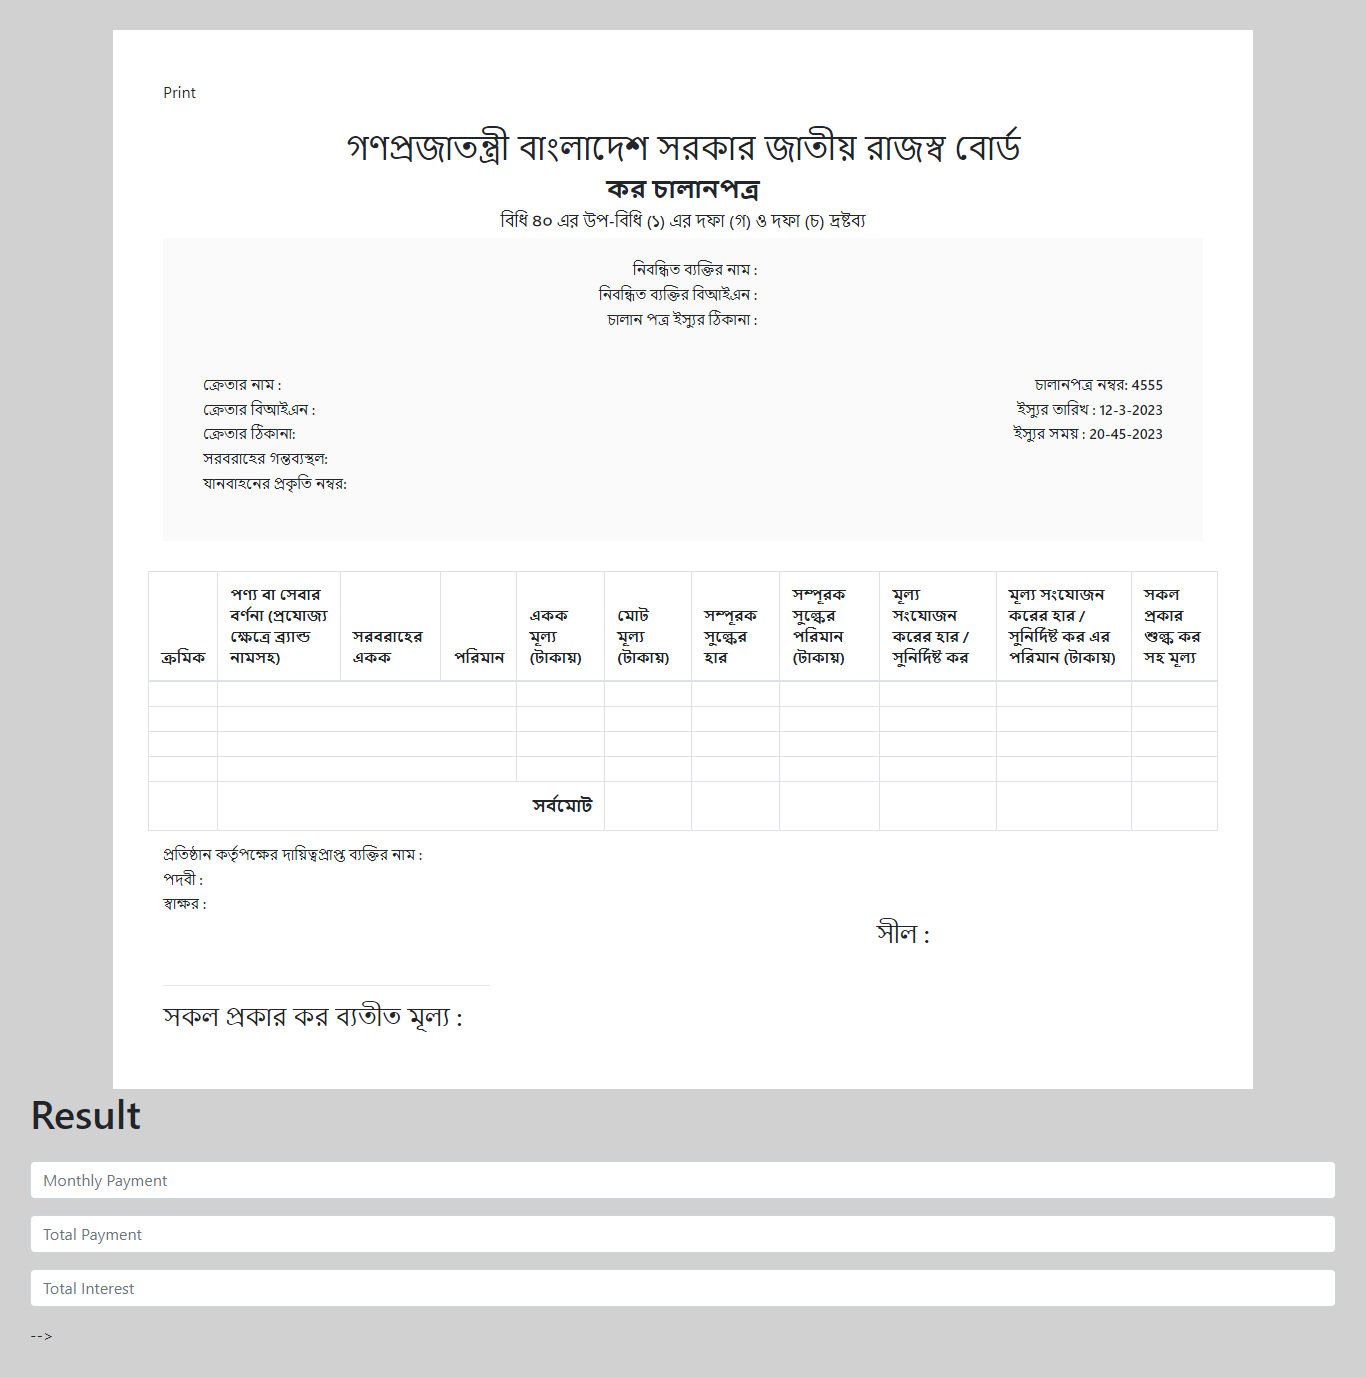 Print
গণপ্রজাতন্ত্রী বাংলাদেশ সরকার জাতীয় রাজস্ব বোর্ড
কর চালানপত্র
বিধি ৪০ এর উপ-বিধি (১) এর দফা (গ) ও দফা (চ) দ্রষ্টব্য
নিবন্ধিত ব্যক্তির নাম :
নিবন্ধিত ব্যক্তির বিআইএন :
চালান পত্র ইস্যুর ঠিকানা :
ক্রেতার নাম :
ক্রেতার বিআইএন :
ক্রেতার ঠিকানা:
সরবরাহের গন্তব্যস্থল:
যানবাহনের প্রকৃতি নম্বর:
চালানপত্র নম্বর: 4555
ইস্যুর তারিখ : 12-3-2023
ইস্যুর সময় : 20-45-2023
ক্রমিক
পণ্য বা সেবার
বর্ণনা (প্রযোজ্য
ক্ষেত্রে ব্র্যান্ড
নামসহ)
সরবরাহের
একক
পরিমান
একক
মূল্য
(টাকায়)
মোট
মূল্য
(টাকায়)
সম্পূরক
সুল্কের
হার
সম্পূরক
সুল্কের
পরিমান
(টাকায়)
মূল্য
সংযোজন
করের হার /
সুনির্দিষ্ট কর
মূল্য সংযোজন
করের হার /
সুনির্দিষ্ট কর এর
পরিমান (টাকায়)
সকল
প্রকার
শুল্ক কর
সহ মূল্য
সর্বমোট
প্রতিষ্ঠান কর্তৃপক্ষের দায়িত্বপ্রাপ্ত ব্যক্তির নাম :
পদবী :
স্বাক্ষর :
সীল :
সকল প্রকার কর ব্যতীত মূল্য :
Result
Monthly Payment
Total Payment
Total Interest
-->